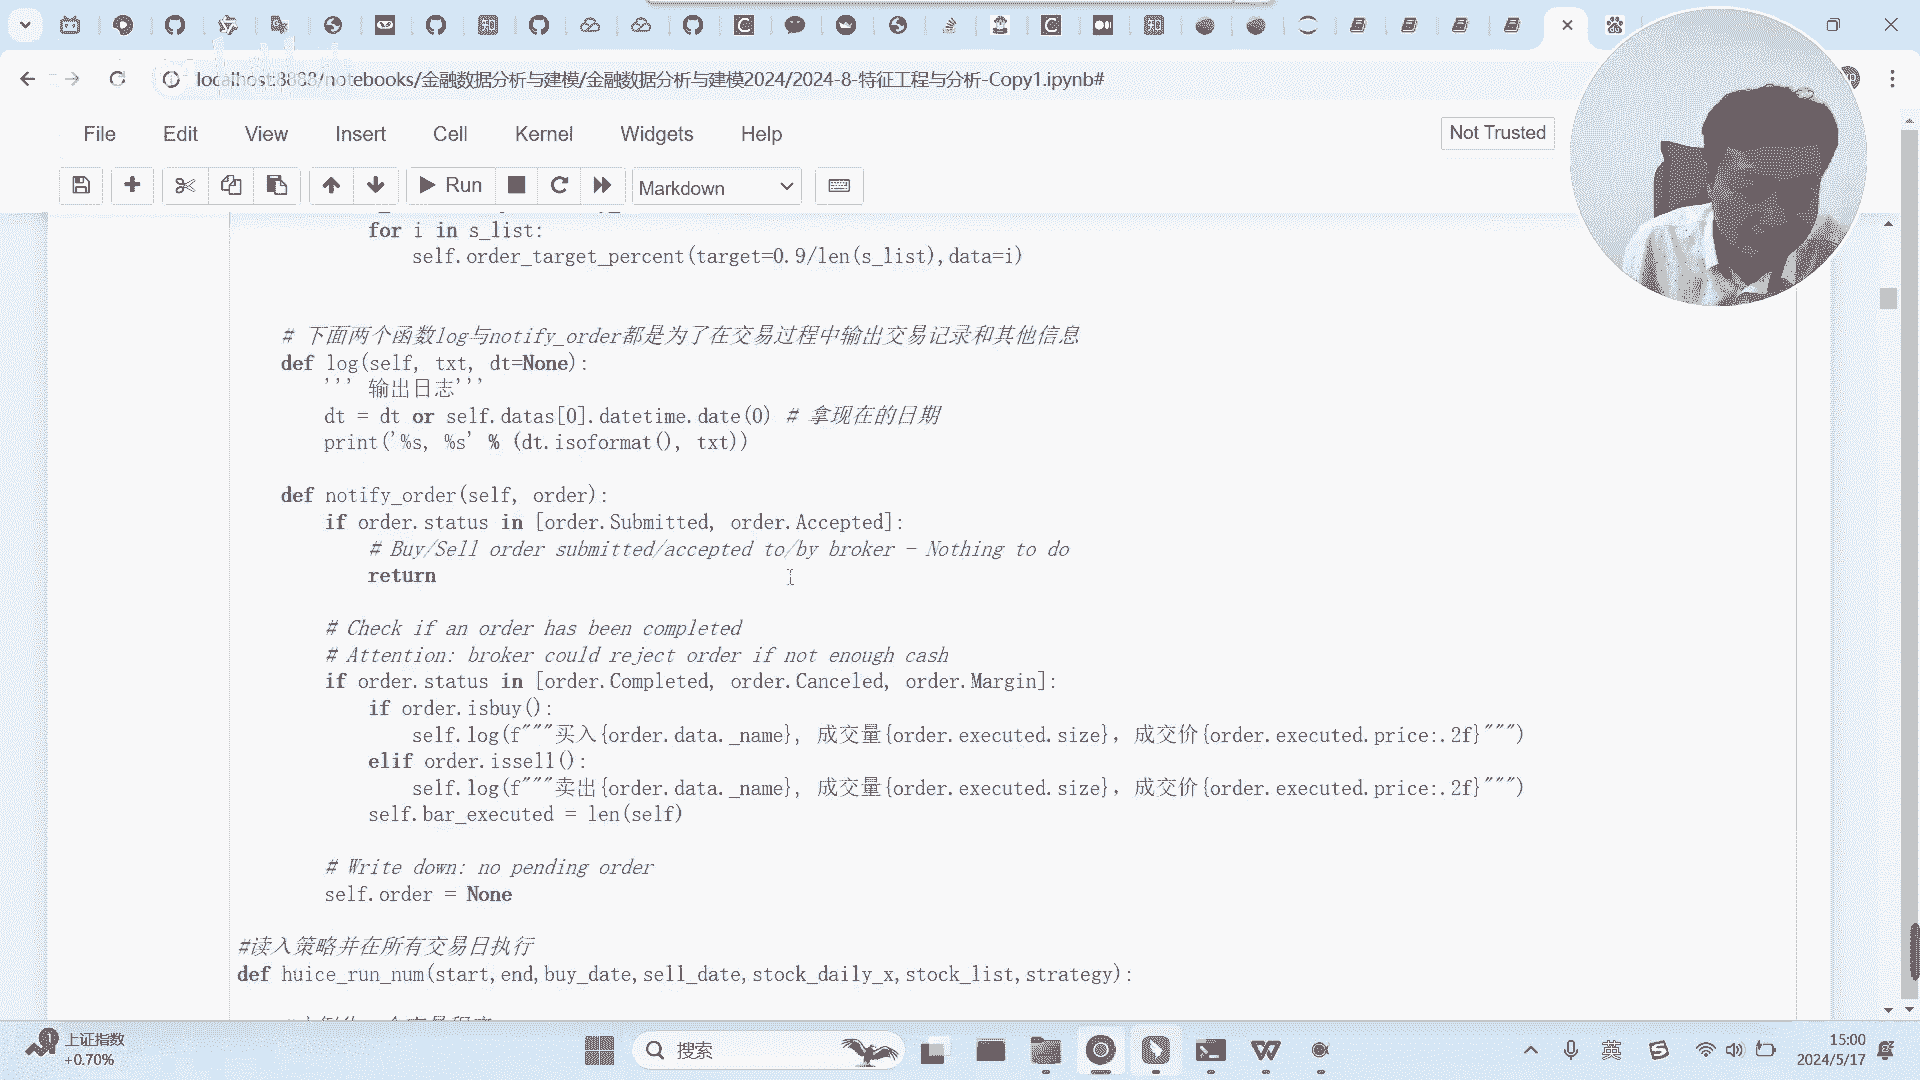 localhost:8888/notebooks/金融数据分析与建模/金融数据分析与建模2024/2024-8-特征工程与分析-Copy1.ipynb#
File Edit View Insert Cell Kernel Widgets Help
Not Trusted
Run Markdown
for i in s_list:
self.order_target_percent(target=0.9/len(s_list),data=i)
# 下面两个函数log与notify_order都是为了在交易过程中输出交易记录和其他信息
def log(self, txt, dt=None):
''' 输出日志'''
dt = dt or self.datas[0].datetime.date(0) # 拿现在的日期
print('%s, %s' % (dt.isoformat(), txt))
def notify_order(self, order):
if order.status in [order.Submitted, order.Accepted]:
# Buy/Sell order submitted/accepted to/by broker - Nothing to do
return
# Check if an order has been completed
# Attention: broker could reject order if not enough cash
if order.status in [order.Completed, order.Canceled, order.Margin]:
if order.isbuy():
self.log(f"""买入{order.data._name}, 成交量{order.executed.size}，成交价{order.executed.price:.2f}""")
elif order.issell():
self.log(f"""卖出{order.data._name}, 成交量{order.executed.size}，成交价{order.executed.price:.2f}""")
self.bar_executed = len(self)
# Write down: no pending order
self.order = None
#读入策略并在所有交易日执行
def huice_run_num(start,end,buy_date,sell_date,stock_daily_x,stock_list,strategy):
上证指数
+0.70%
搜索
英
15:00
2024/5/17